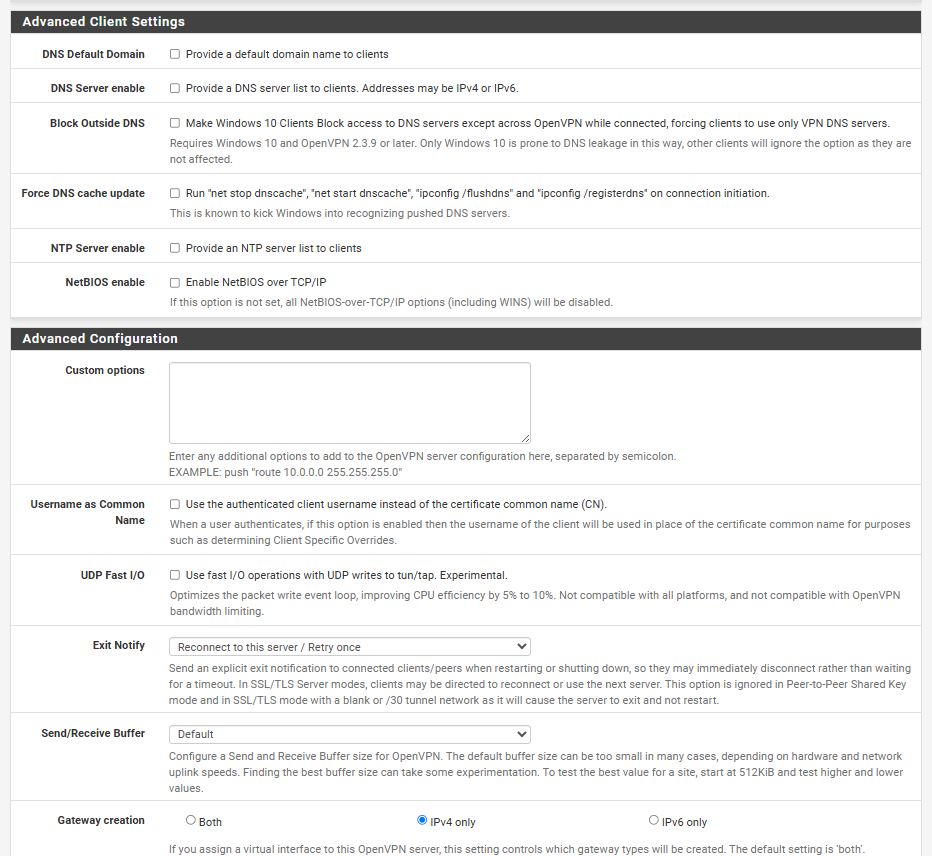 Advanced Client Settings
DNS Default Domain
Provide a default domain name to clients
DNS Server enable
Provide a DNS server list to clients. Addresses may be IPv4 or IPv6.
Block Outside DNS
Make Windows 10 Clients Block access to DNS servers except across OpenVPN while connected, forcing clients to use only VPN DNS servers.
Requires Windows 10 and OpenVPN 2.3.9 or later. Only Windows 10 is prone to DNS leakage in this way, other clients will ignore the option as they are
not affected.
Force DNS cache update
Run "net stop dnscache", "net start dnscache", "ipconfig /flushdns" and "ipconfig /registerdns" on connection initiation.
This is known to kick Windows into recognizing pushed DNS servers.
NTP Server enable
Provide an NTP server list to clients
NetBIOS enable
Enable NetBIOS over TCP/IP
If this option is not set, all NetBIOS-over-TCP/IP options (including WINS) will be disabled.
Advanced Configuration
Custom options
Enter any additional options to add to the OpenVPN server configuration here, separated by semicolon.
EXAMPLE: push "route 10.0.0.0 255.255.255.0"
Username as Common
Name
Use the authenticated client username instead of the certificate common name (CN).
When a user authenticates, if this option is enabled then the username of the client will be used in place of the certificate common name for purposes
such as determining Client Specific Overrides.
UDP Fast I/O
Use fast I/O operations with UDP writes to tun/tap. Experimental.
Optimizes the packet write event loop, improving CPU efficiency by 5% to 10%. Not compatible with all platforms, and not compatible with OpenVPN
bandwidth limiting.
Exit Notify
Reconnect to this server / Retry once
Send an explicit exit notification to connected clients/peers when restarting or shutting down, so they may immediately disconnect rather than waiting
for a timeout. In SSL/TLS Server modes, clients may be directed to reconnect or use the next server. This option is ignored in Peer-to-Peer Shared Key
mode and in SSL/TLS mode with a blank or /30 tunnel network as it will cause the server to exit and not restart.
Send/Receive Buffer
Default
Configure a Send and Receive Buffer size for OpenVPN. The default buffer size can be too small in many cases, depending on hardware and network
uplink speeds. Finding the best buffer size can take some experimentation. To test the best value for a site, start at 512KiB and test higher and lower
values.
Gateway creation
Both
IPv4 only
IPv6 only
If you assign a virtual interface to this OpenVPN server, this setting controls which gateway types will be created. The default setting is 'both'.